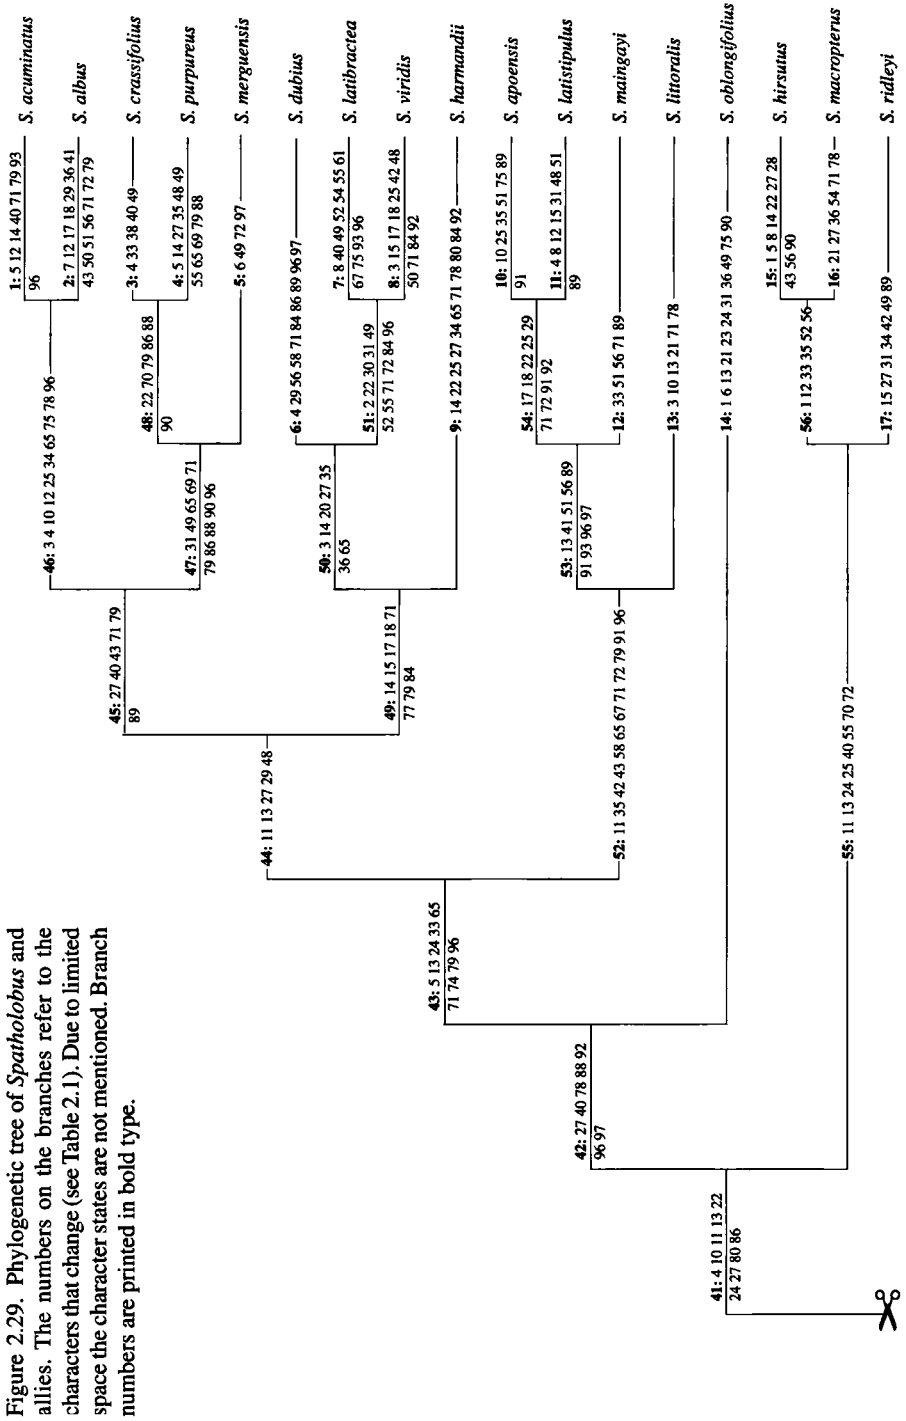 Figure 2.29. Phylogenetic tree of Spatholobus and
allies. The numbers on the branches refer to the
characters that change (see Table 2.1). Due to limited
space the character states are not mentioned. Branch
numbers are printed in bold type.
1: 5 12 14 40 71 79 93
96
S. acuminatus
2: 7 12 17 18 29 36 41
43 50 51 56 71 72 79
S. albus
46: 3 4 10 12 25 34 65 75 78 96
3: 4 33 38 40 49
S. crassifolius
4: 5 14 27 35 48 49
55 65 69 79 88
S. purpureus
48: 22 70 79 86 88
90
5: 6 49 72 97
S. merguensis
47: 31 49 65 69 71
79 86 88 90 96
45: 27 40 43 71 79
89
6: 4 29 56 58 71 84 86 89 96 97
S. dubius
7: 8 40 49 52 54 55 61
67 75 93 96
S. latibractea
8: 3 15 17 18 25 42 48
50 71 84 92
S. viridis
51: 2 22 30 31 49
52 55 71 72 84 96
50: 3 14 20 27 35
36 65
9: 14 22 25 27 34 65 71 78 80 84 92
S. harmandii
49: 14 15 17 18 71
77 79 84
44: 11 13 27 29 48
10: 10 25 35 51 75 89
91
S. apoensis
11: 4 8 12 15 31 48 51
89
S. latistipulus
54: 17 18 22 25 29
71 72 91 92
12: 33 51 56 71 89
S. maingayi
53: 13 41 51 56 89
91 93 96 97
13: 3 10 13 21 71 78
S. littoralis
52: 11 35 42 43 58 65 67 71 72 79 91 96
43: 5 13 24 33 65
71 74 79 96
14: 1 6 13 21 23 24 31 36 49 75 90
S. oblongifolius
42: 27 40 78 88 92
96 97
15: 1 5 8 14 22 27 28
43 56 90
S. hirsutus
16: 21 27 36 54 71 78
S. macropterus
56: 1 12 33 35 52 56
17: 15 27 31 34 42 49 89
S. ridleyi
55: 11 13 24 25 40 55 70 72
41: 4 10 11 13 22
24 27 80 86